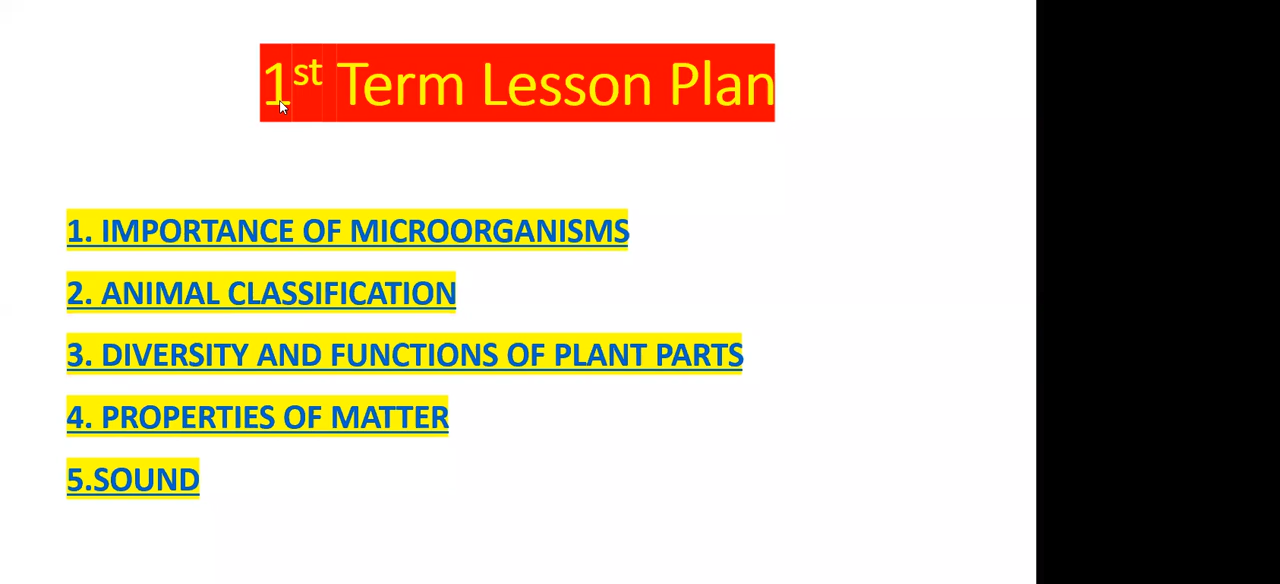 1st Term Lesson Plan
1. IMPORTANCE OF MICROORGANISMS
2. ANIMAL CLASSIFICATION
3. DIVERSITY AND FUNCTIONS OF PLANT PARTS
4. PROPERTIES OF MATTER
5.SOUND